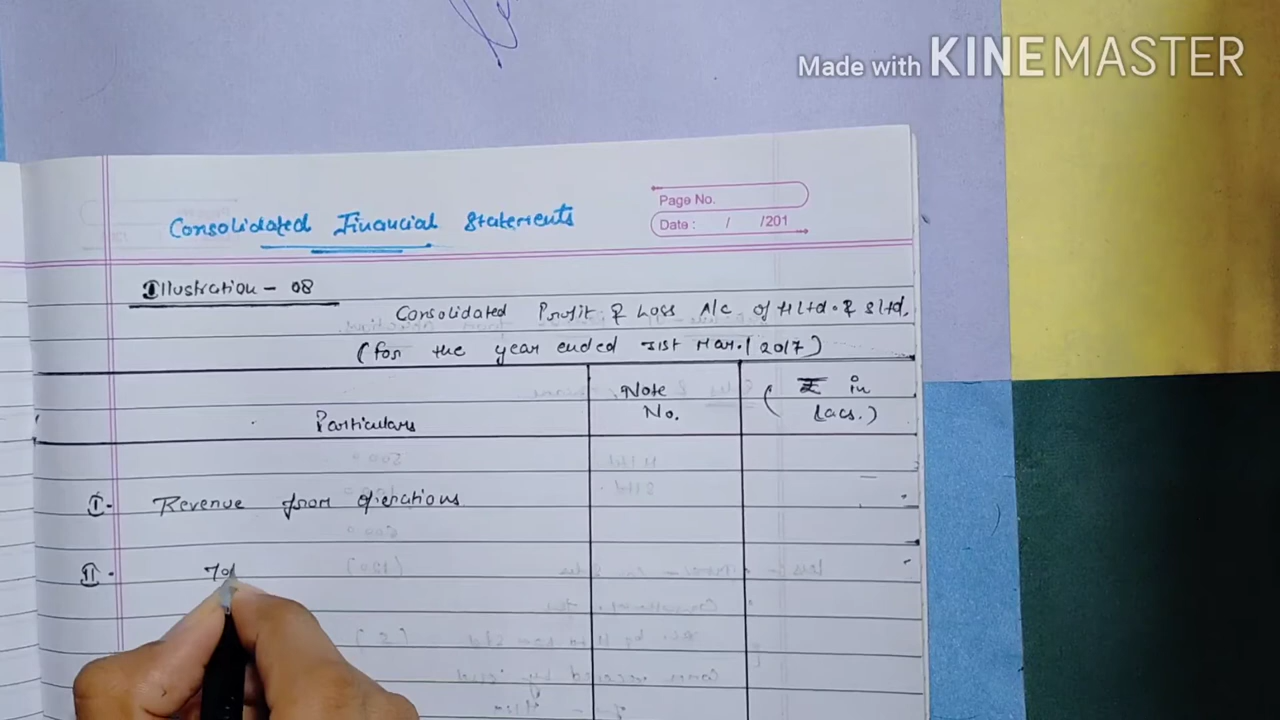 Made with KINEMASTER
Page No.
Date : / /201
Consolidated Financial Statements
Illustration - 08
Consolidated Profit & Loss A/c of H Ltd. & S Ltd.
(for the year ended 31st Mar. / 2017)
Particulars
Note No.
(₹ in Lacs.)
I. Revenue from operations
II.